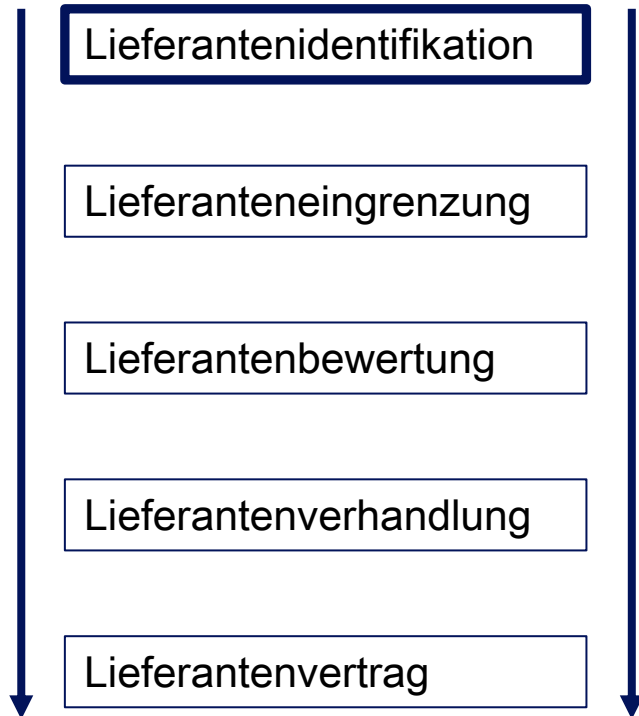 Lieferantenidentifikation
Lieferanteneingrenzung
Lieferantenbewertung
Lieferantenverhandlung
Lieferantenvertrag